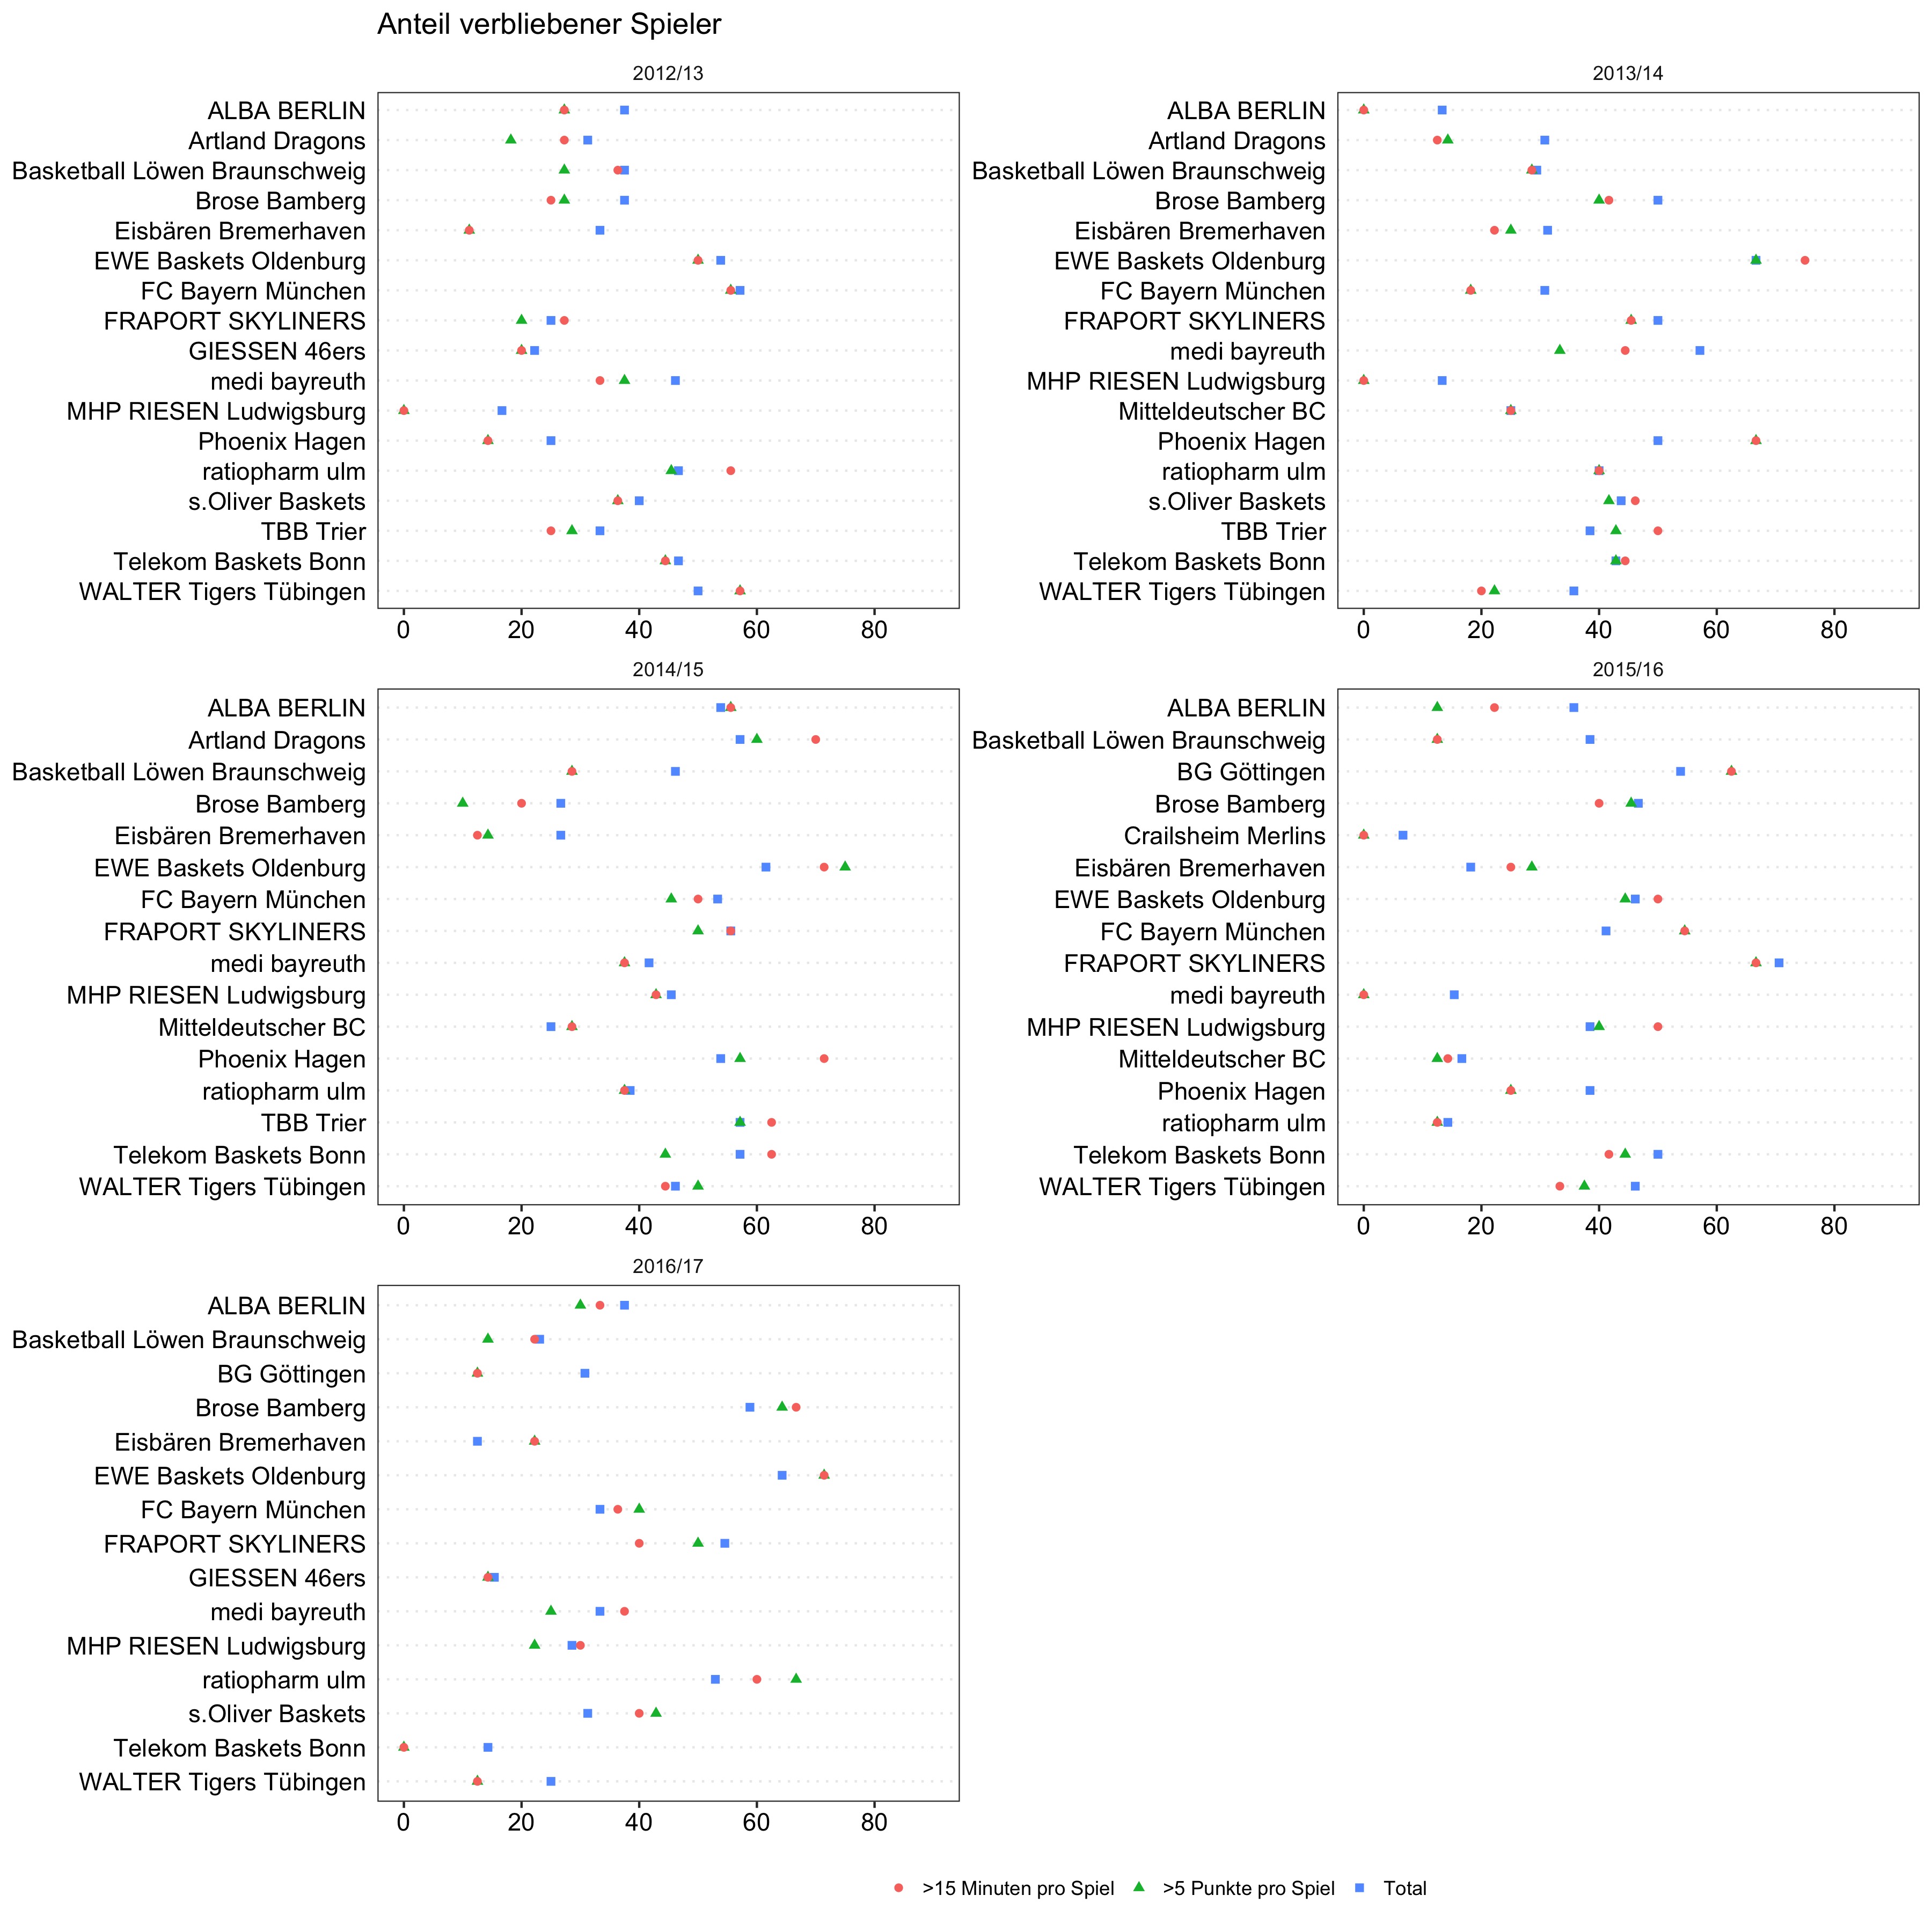 Anteil verbliebener Spieler
2012/13
ALBA BERLIN
Artland Dragons
Basketball Löwen Braunschweig
Brose Bamberg
Eisbären Bremerhaven
EWE Baskets Oldenburg
FC Bayern München
FRAPORT SKYLINERS
GIESSEN 46ers
medi bayreuth
MHP RIESEN Ludwigsburg
Phoenix Hagen
ratiopharm ulm
s.Oliver Baskets
TBB Trier
Telekom Baskets Bonn
WALTER Tigers Tübingen
0 20 40 60 80
2013/14
ALBA BERLIN
Artland Dragons
Basketball Löwen Braunschweig
Brose Bamberg
Eisbären Bremerhaven
EWE Baskets Oldenburg
FC Bayern München
FRAPORT SKYLINERS
medi bayreuth
MHP RIESEN Ludwigsburg
Mitteldeutscher BC
Phoenix Hagen
ratiopharm ulm
s.Oliver Baskets
TBB Trier
Telekom Baskets Bonn
WALTER Tigers Tübingen
0 20 40 60 80
2014/15
ALBA BERLIN
Artland Dragons
Basketball Löwen Braunschweig
Brose Bamberg
Eisbären Bremerhaven
EWE Baskets Oldenburg
FC Bayern München
FRAPORT SKYLINERS
medi bayreuth
MHP RIESEN Ludwigsburg
Mitteldeutscher BC
Phoenix Hagen
ratiopharm ulm
TBB Trier
Telekom Baskets Bonn
WALTER Tigers Tübingen
0 20 40 60 80
2015/16
ALBA BERLIN
Basketball Löwen Braunschweig
BG Göttingen
Brose Bamberg
Crailsheim Merlins
Eisbären Bremerhaven
EWE Baskets Oldenburg
FC Bayern München
FRAPORT SKYLINERS
medi bayreuth
MHP RIESEN Ludwigsburg
Mitteldeutscher BC
Phoenix Hagen
ratiopharm ulm
Telekom Baskets Bonn
WALTER Tigers Tübingen
0 20 40 60 80
2016/17
ALBA BERLIN
Basketball Löwen Braunschweig
BG Göttingen
Brose Bamberg
Eisbären Bremerhaven
EWE Baskets Oldenburg
FC Bayern München
FRAPORT SKYLINERS
GIESSEN 46ers
medi bayreuth
MHP RIESEN Ludwigsburg
ratiopharm ulm
s.Oliver Baskets
Telekom Baskets Bonn
WALTER Tigers Tübingen
0 20 40 60 80
>15 Minuten pro Spiel >5 Punkte pro Spiel Total